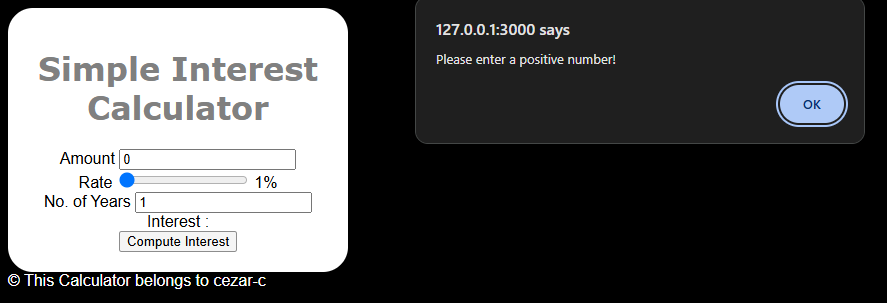 Simple Interest
Calculator
Amount 0
Rate 1%
No. of Years 1
Interest :
Compute Interest
© This Calculator belongs to cezar-c
127.0.0.1:3000 says
Please enter a positive number!
OK